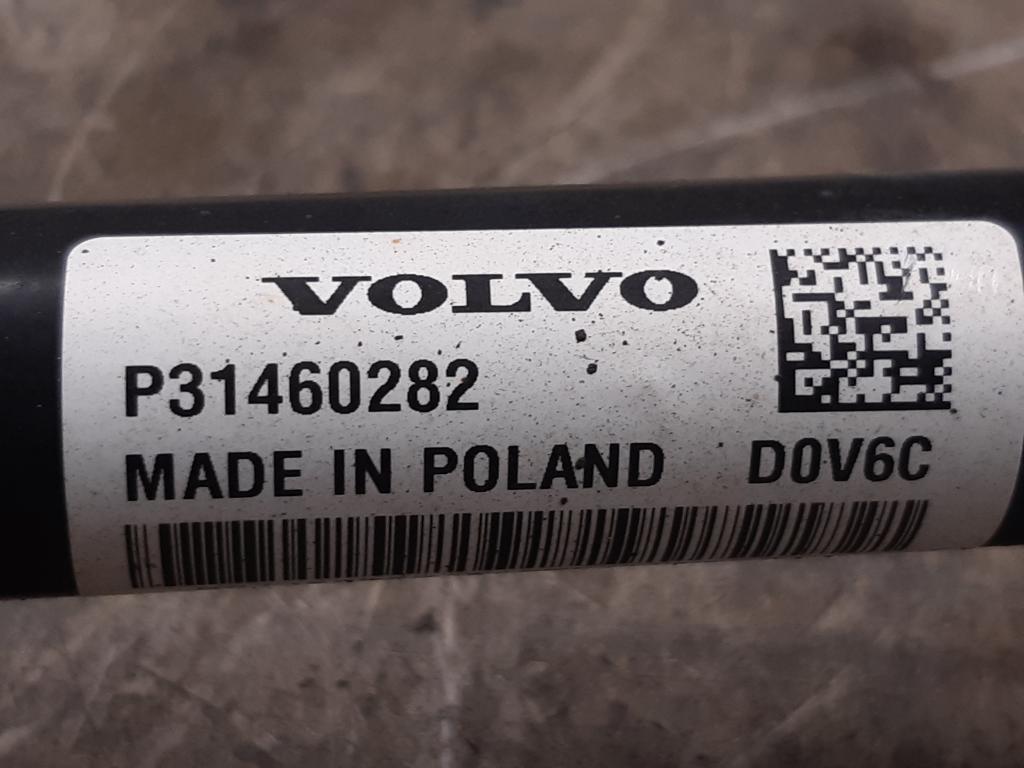 VOLVO
P31460282
MADE IN POLAND
D0V6C